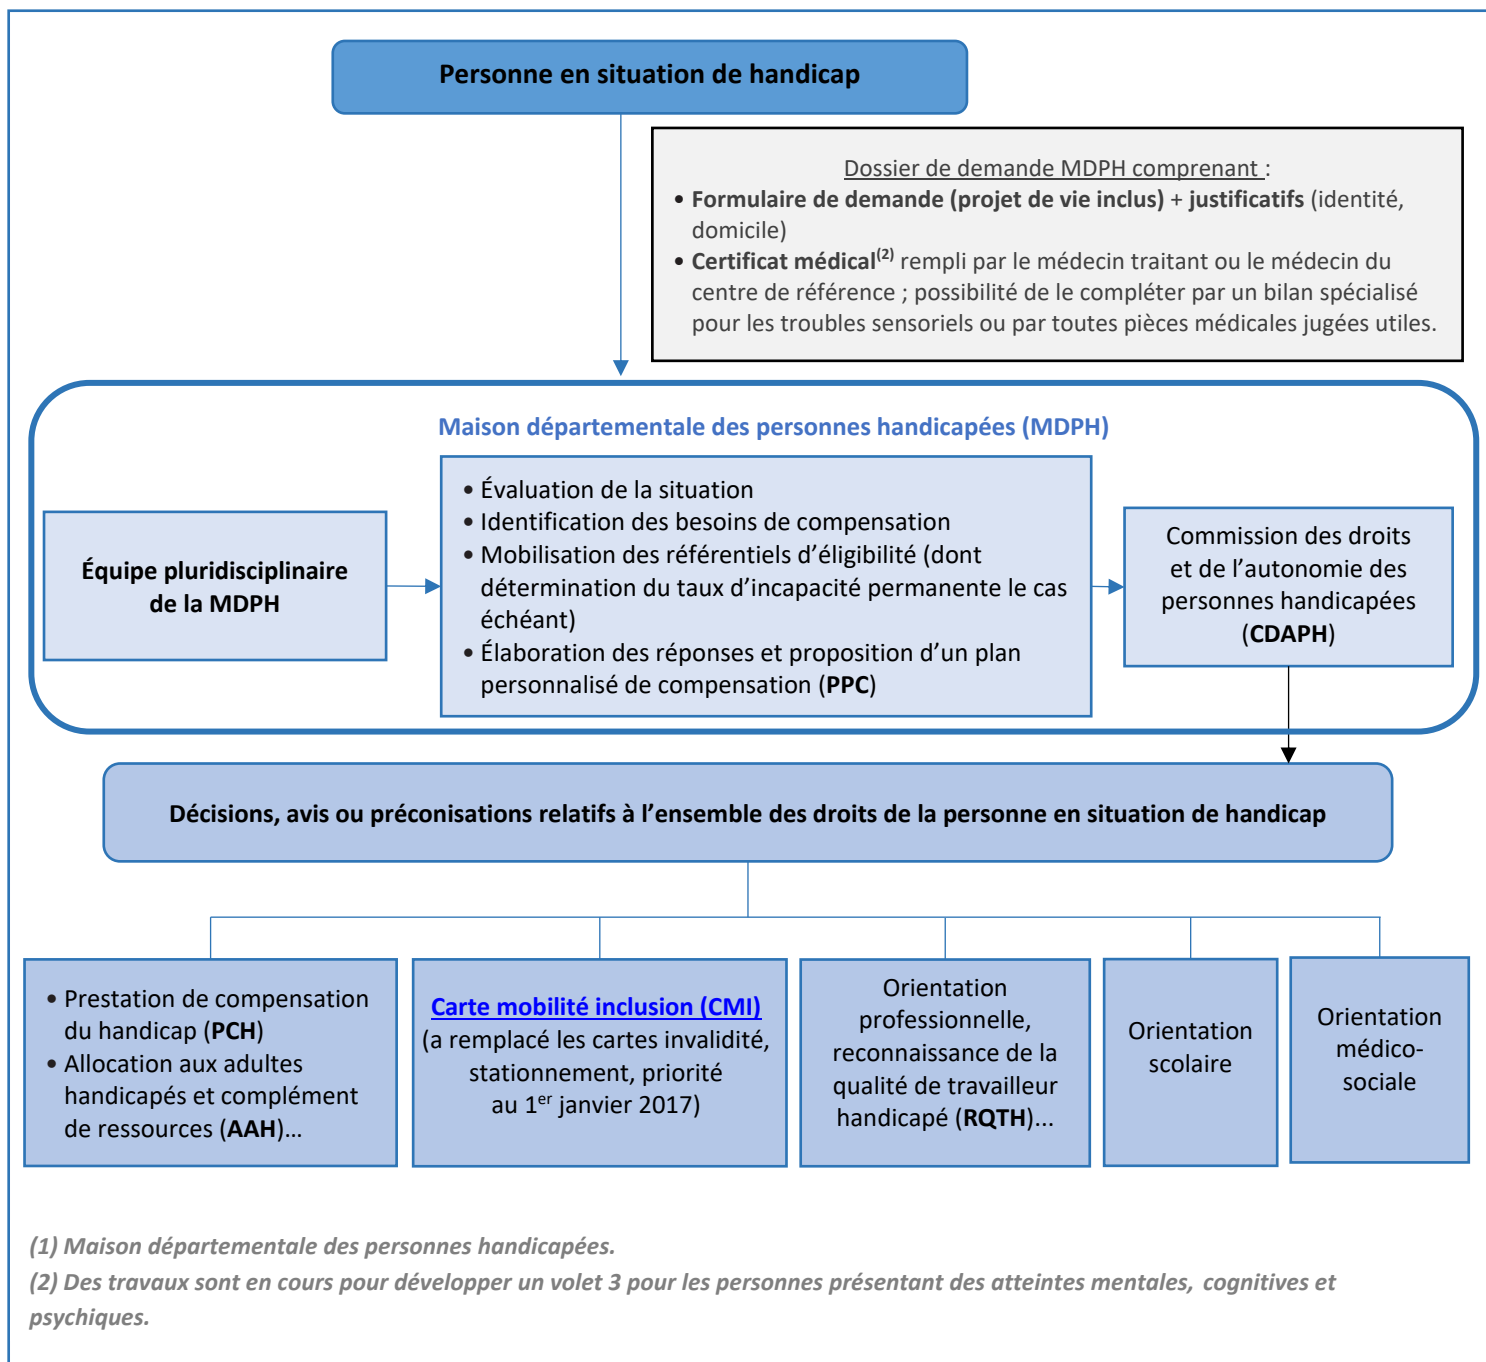 Personne en situation de handicap
Dossier de demande MDPH comprenant :
• Formulaire de demande (projet de vie inclus) + justificatifs (identité,
domicile)
• Certificat médical(2) rempli par le médecin traitant ou le médecin du
centre de référence ; possibilité de le compléter par un bilan spécialisé
pour les troubles sensoriels ou par toutes pièces médicales jugées utiles.
Maison départementale des personnes handicapées (MDPH)
Équipe pluridisciplinaire
de la MDPH
• Évaluation de la situation
• Identification des besoins de compensation
• Mobilisation des référentiels d’éligibilité (dont
détermination du taux d’incapacité permanente le cas
échéant)
• Élaboration des réponses et proposition d’un plan
personnalisé de compensation (PPC)
Commission des droits
et de l’autonomie des
personnes handicapées
(CDAPH)
Décisions, avis ou préconisations relatifs à l’ensemble des droits de la personne en situation de handicap
• Prestation de compensation
du handicap (PCH)
• Allocation aux adultes
handicapés et complément
de ressources (AAH)…
Carte mobilité inclusion (CMI)
(a remplacé les cartes invalidité,
stationnement, priorité
au 1er janvier 2017)
Orientation
professionnelle,
reconnaissance de la
qualité de travailleur
handicapé (RQTH)...
Orientation
scolaire
Orientation
médico-
sociale
(1) Maison départementale des personnes handicapées.
(2) Des travaux sont en cours pour développer un volet 3 pour les personnes présentant des atteintes mentales, cognitives et
psychiques.